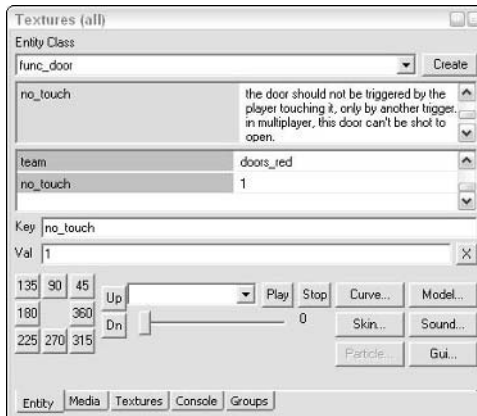 Textures (all)
Entity Class
func_door
Create
no_touch
the door should not be triggered by the
player touching it, only by another trigger.
in multiplayer, this door can't be shot to
open.
team doors_red
no_touch 1
Key no_touch
Val 1 X
135 90 45
Up Play Stop Curve... Model...
180 360
Dn 0 Skin... Sound...
225 270 315
Particle... Gui...
Entity Media Textures Console Groups